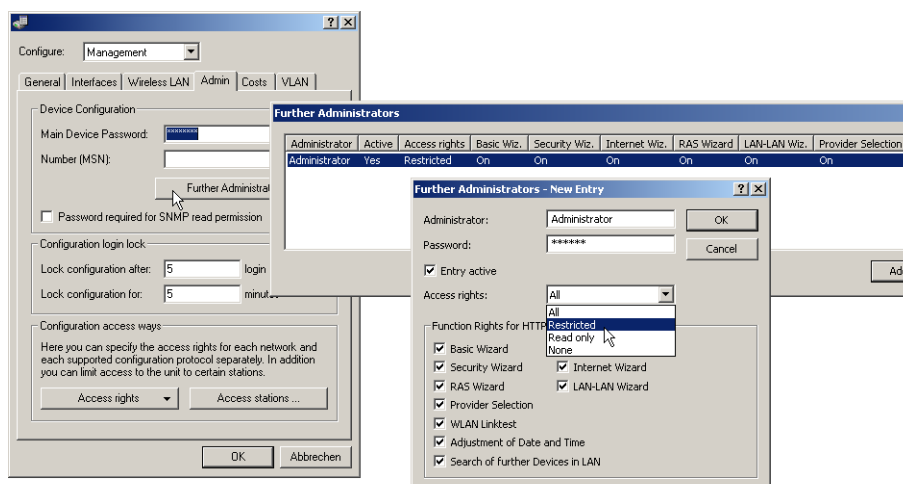 Configure: Management
General Interfaces Wireless LAN Admin Costs VLAN
Device Configuration
Main Device Password: ********
Number (MSN):
Further Administrat
Password required for SNMP read permission
Configuration login lock
Lock configuration after: 5 login
Lock configuration for: 5 minutes
Configuration access ways
Here you can specify the access rights for each network and
each supported configuration protocol separately. In addition
you can limit access to the unit to certain stations.
Access rights Access stations ...
OK Abbrechen
Further Administrators
Administrator Active Access rights Basic Wiz. Security Wiz. Internet Wiz. RAS Wizard LAN-LAN Wiz. Provider Selection
Administrator Yes Restricted On On On On On On
Ad
Further Administrators - New Entry
Administrator: Administrator OK
Password: ****** Cancel
Entry active
Access rights: All
All
Restricted
Read only
None
Function Rights for HTTP
Basic Wizard
Security Wizard Internet Wizard
RAS Wizard LAN-LAN Wizard
Provider Selection
WLAN Linktest
Adjustment of Date and Time
Search of further Devices in LAN